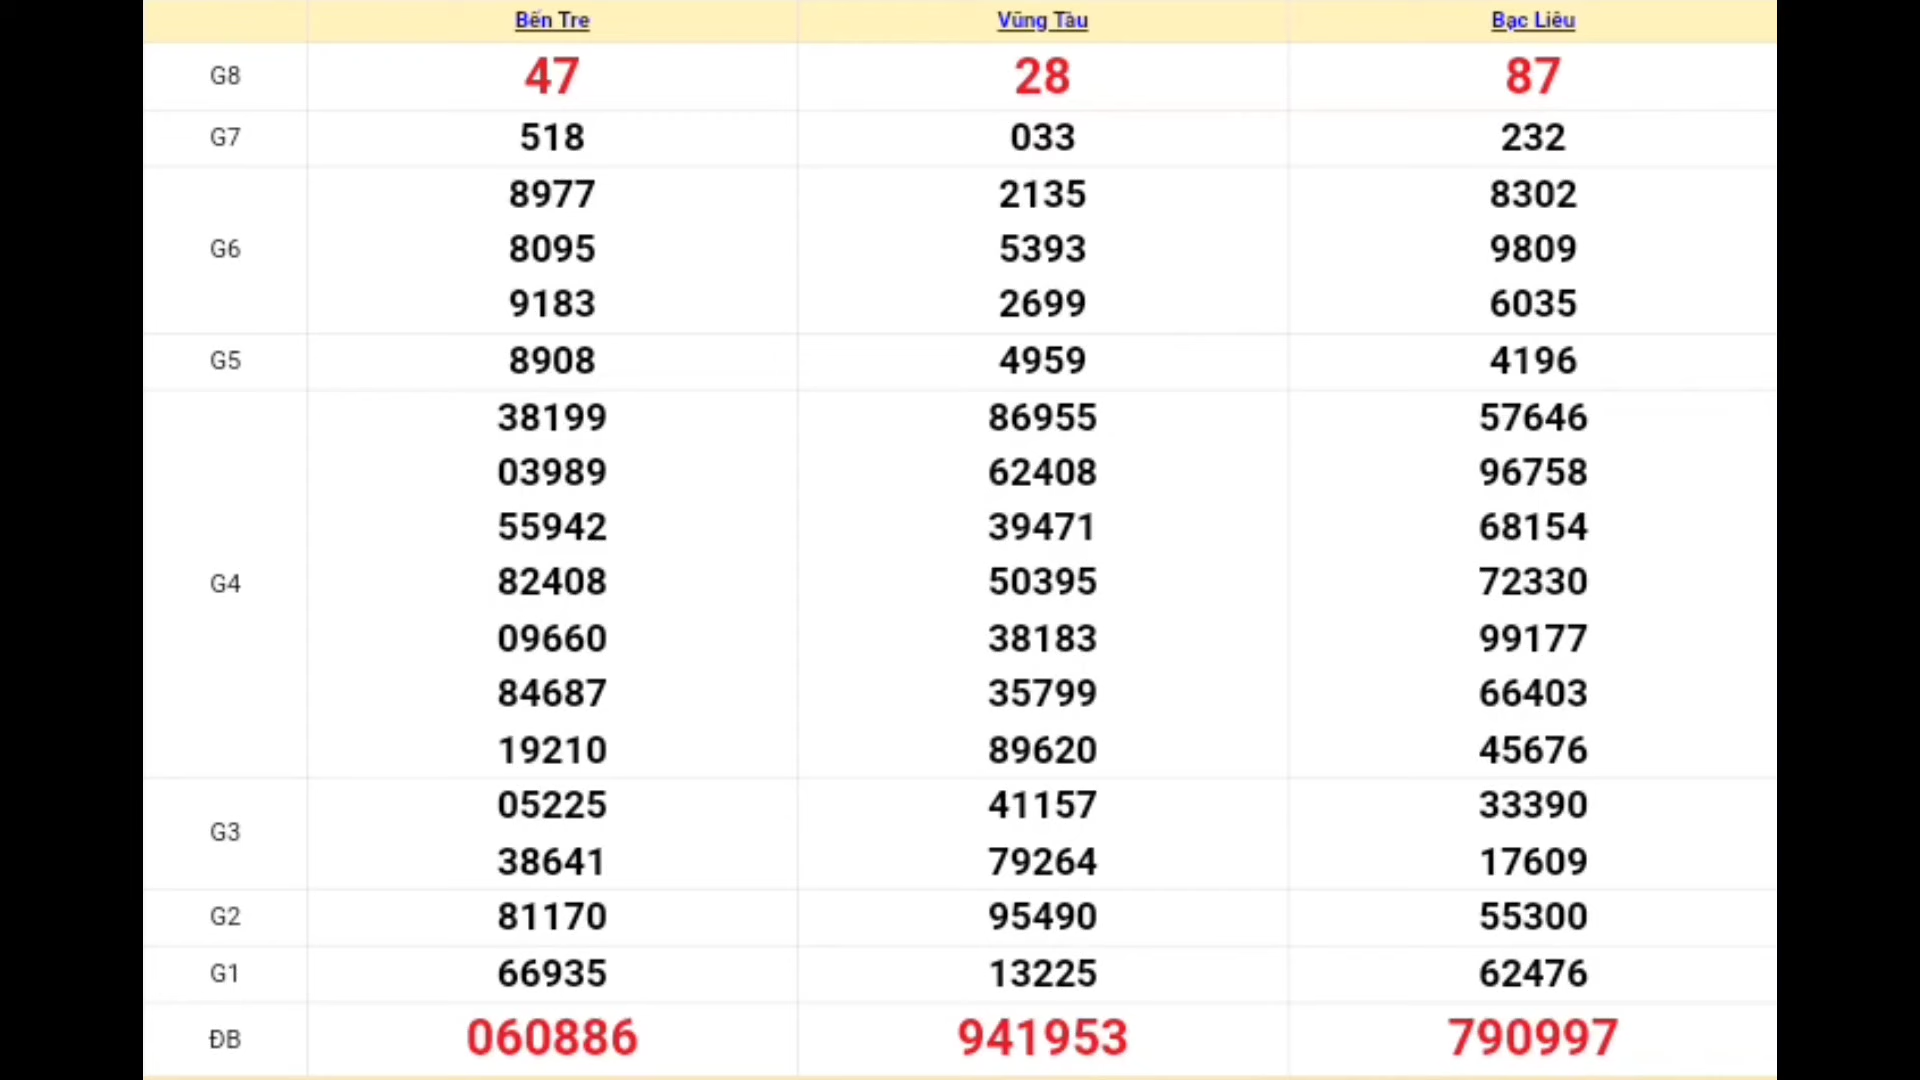 Bến Tre Vũng Tàu Bạc Liêu
G8 47 28 87
G7 518 033 232
8977 2135 8302
G6 8095 5393 9809
9183 2699 6035
G5 8908 4959 4196
38199 86955 57646
03989 62408 96758
55942 39471 68154
G4 82408 50395 72330
09660 38183 99177
84687 35799 66403
19210 89620 45676
G3 05225 41157 33390
38641 79264 17609
G2 81170 95490 55300
G1 66935 13225 62476
ĐB 060886 941953 790997